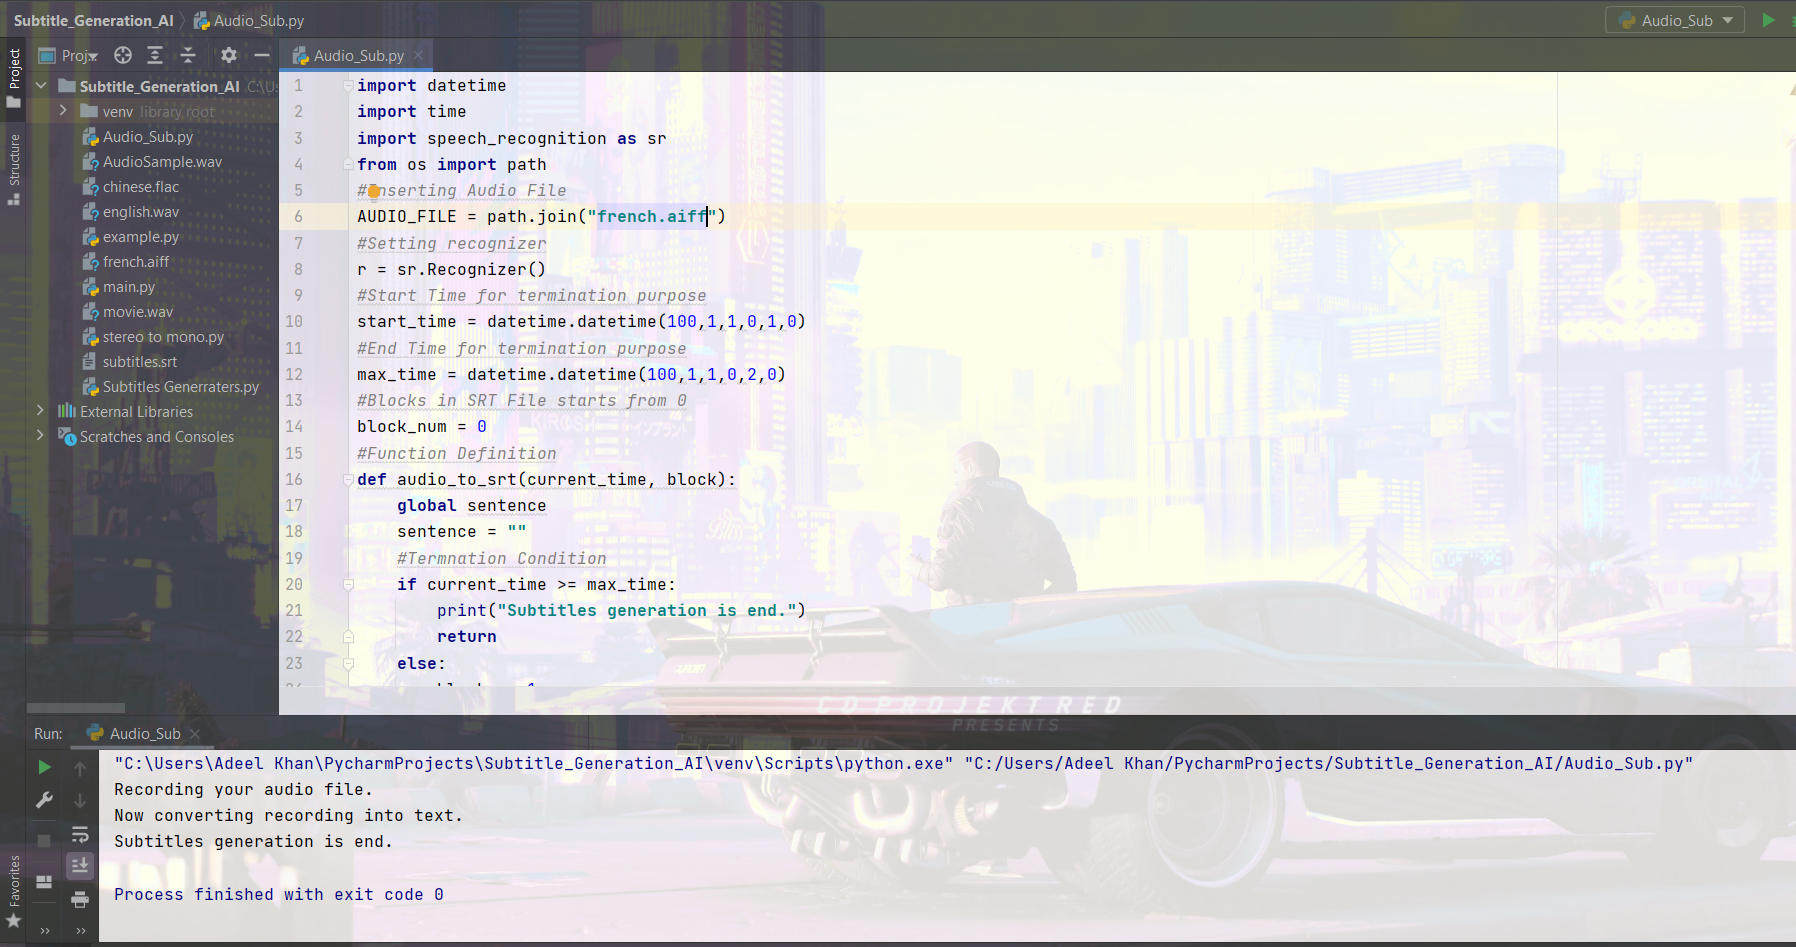 Subtitle_Generation_AI Audio_Sub.py
Audio_Sub
Project
Structure
Favorites
Proj
Subtitle_Generation_AI C:\Us
venv library root
Audio_Sub.py
AudioSample.wav
chinese.flac
english.wav
example.py
french.aiff
main.py
movie.wav
stereo to mono.py
subtitles.srt
Subtitles Generraters.py
External Libraries
Scratches and Consoles
Audio_Sub.py
1 import datetime
2 import time
3 import speech_recognition as sr
4 from os import path
5 #Inserting Audio File
6 AUDIO_FILE = path.join("french.aiff")
7 #Setting recognizer
8 r = sr.Recognizer()
9 #Start Time for termination purpose
10 start_time = datetime.datetime(100,1,1,0,1,0)
11 #End Time for termination purpose
12 max_time = datetime.datetime(100,1,1,0,2,0)
13 #Blocks in SRT File starts from 0
14 block_num = 0
15 #Function Definition
16 def audio_to_srt(current_time, block):
17 global sentence
18 sentence = ""
19 #Termnation Condition
20 if current_time >= max_time:
21 print("Subtitles generation is end.")
22 return
23 else:
CD PROJEKT RED
PRESENTS
Run: Audio_Sub
"C:\Users\Adeel Khan\PycharmProjects\Subtitle_Generation_AI\venv\Scripts\python.exe" "C:/Users/Adeel Khan/PycharmProjects/Subtitle_Generation_AI/Audio_Sub.py"
Recording your audio file.
Now converting recording into text.
Subtitles generation is end.
Process finished with exit code 0